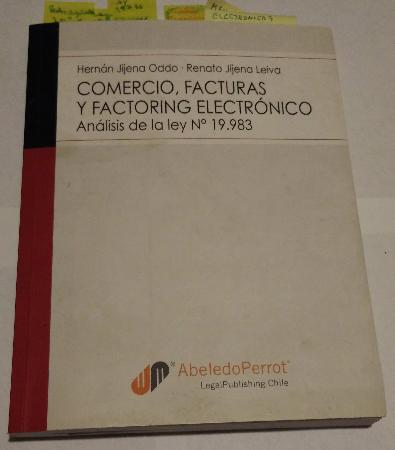 Hernán Jijena Oddo · Renato Jijena Leiva
COMERCIO, FACTURAS
Y FACTORING ELECTRÓNICO
Análisis de la ley N° 19.983
AbeledoPerrot®
LegalPublishing Chile